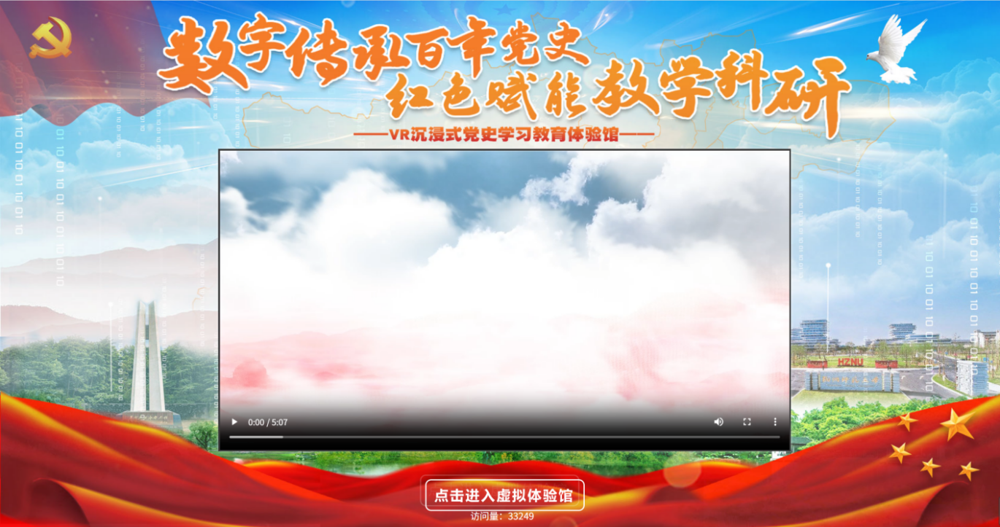 数字传承百年党史
红色赋能教学科研
——VR沉浸式党史学习教育体验馆——
HZNU
0:00 / 5:07
点击进入虚拟体验馆
访问量：33249